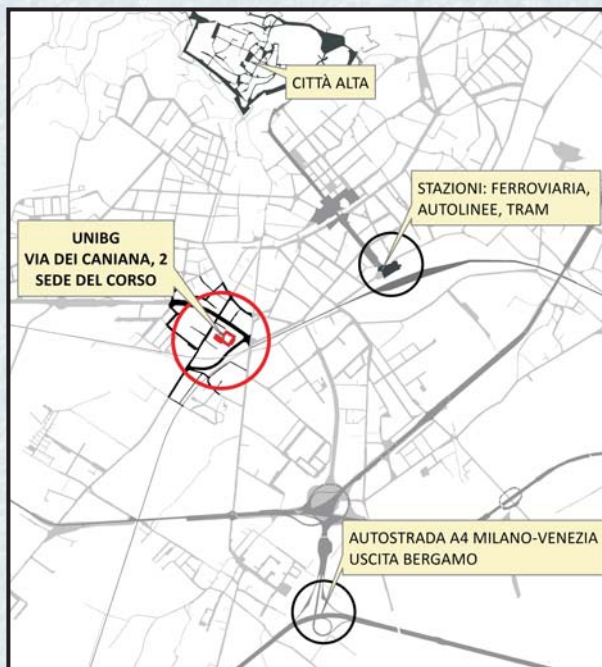 CITTÀ ALTA
STAZIONI: FERROVIARIA,
AUTOLINEE, TRAM
UNIBG
VIA DEI CANIANA, 2
SEDE DEL CORSO
AUTOSTRADA A4 MILANO-VENEZIA
USCITA BERGAMO